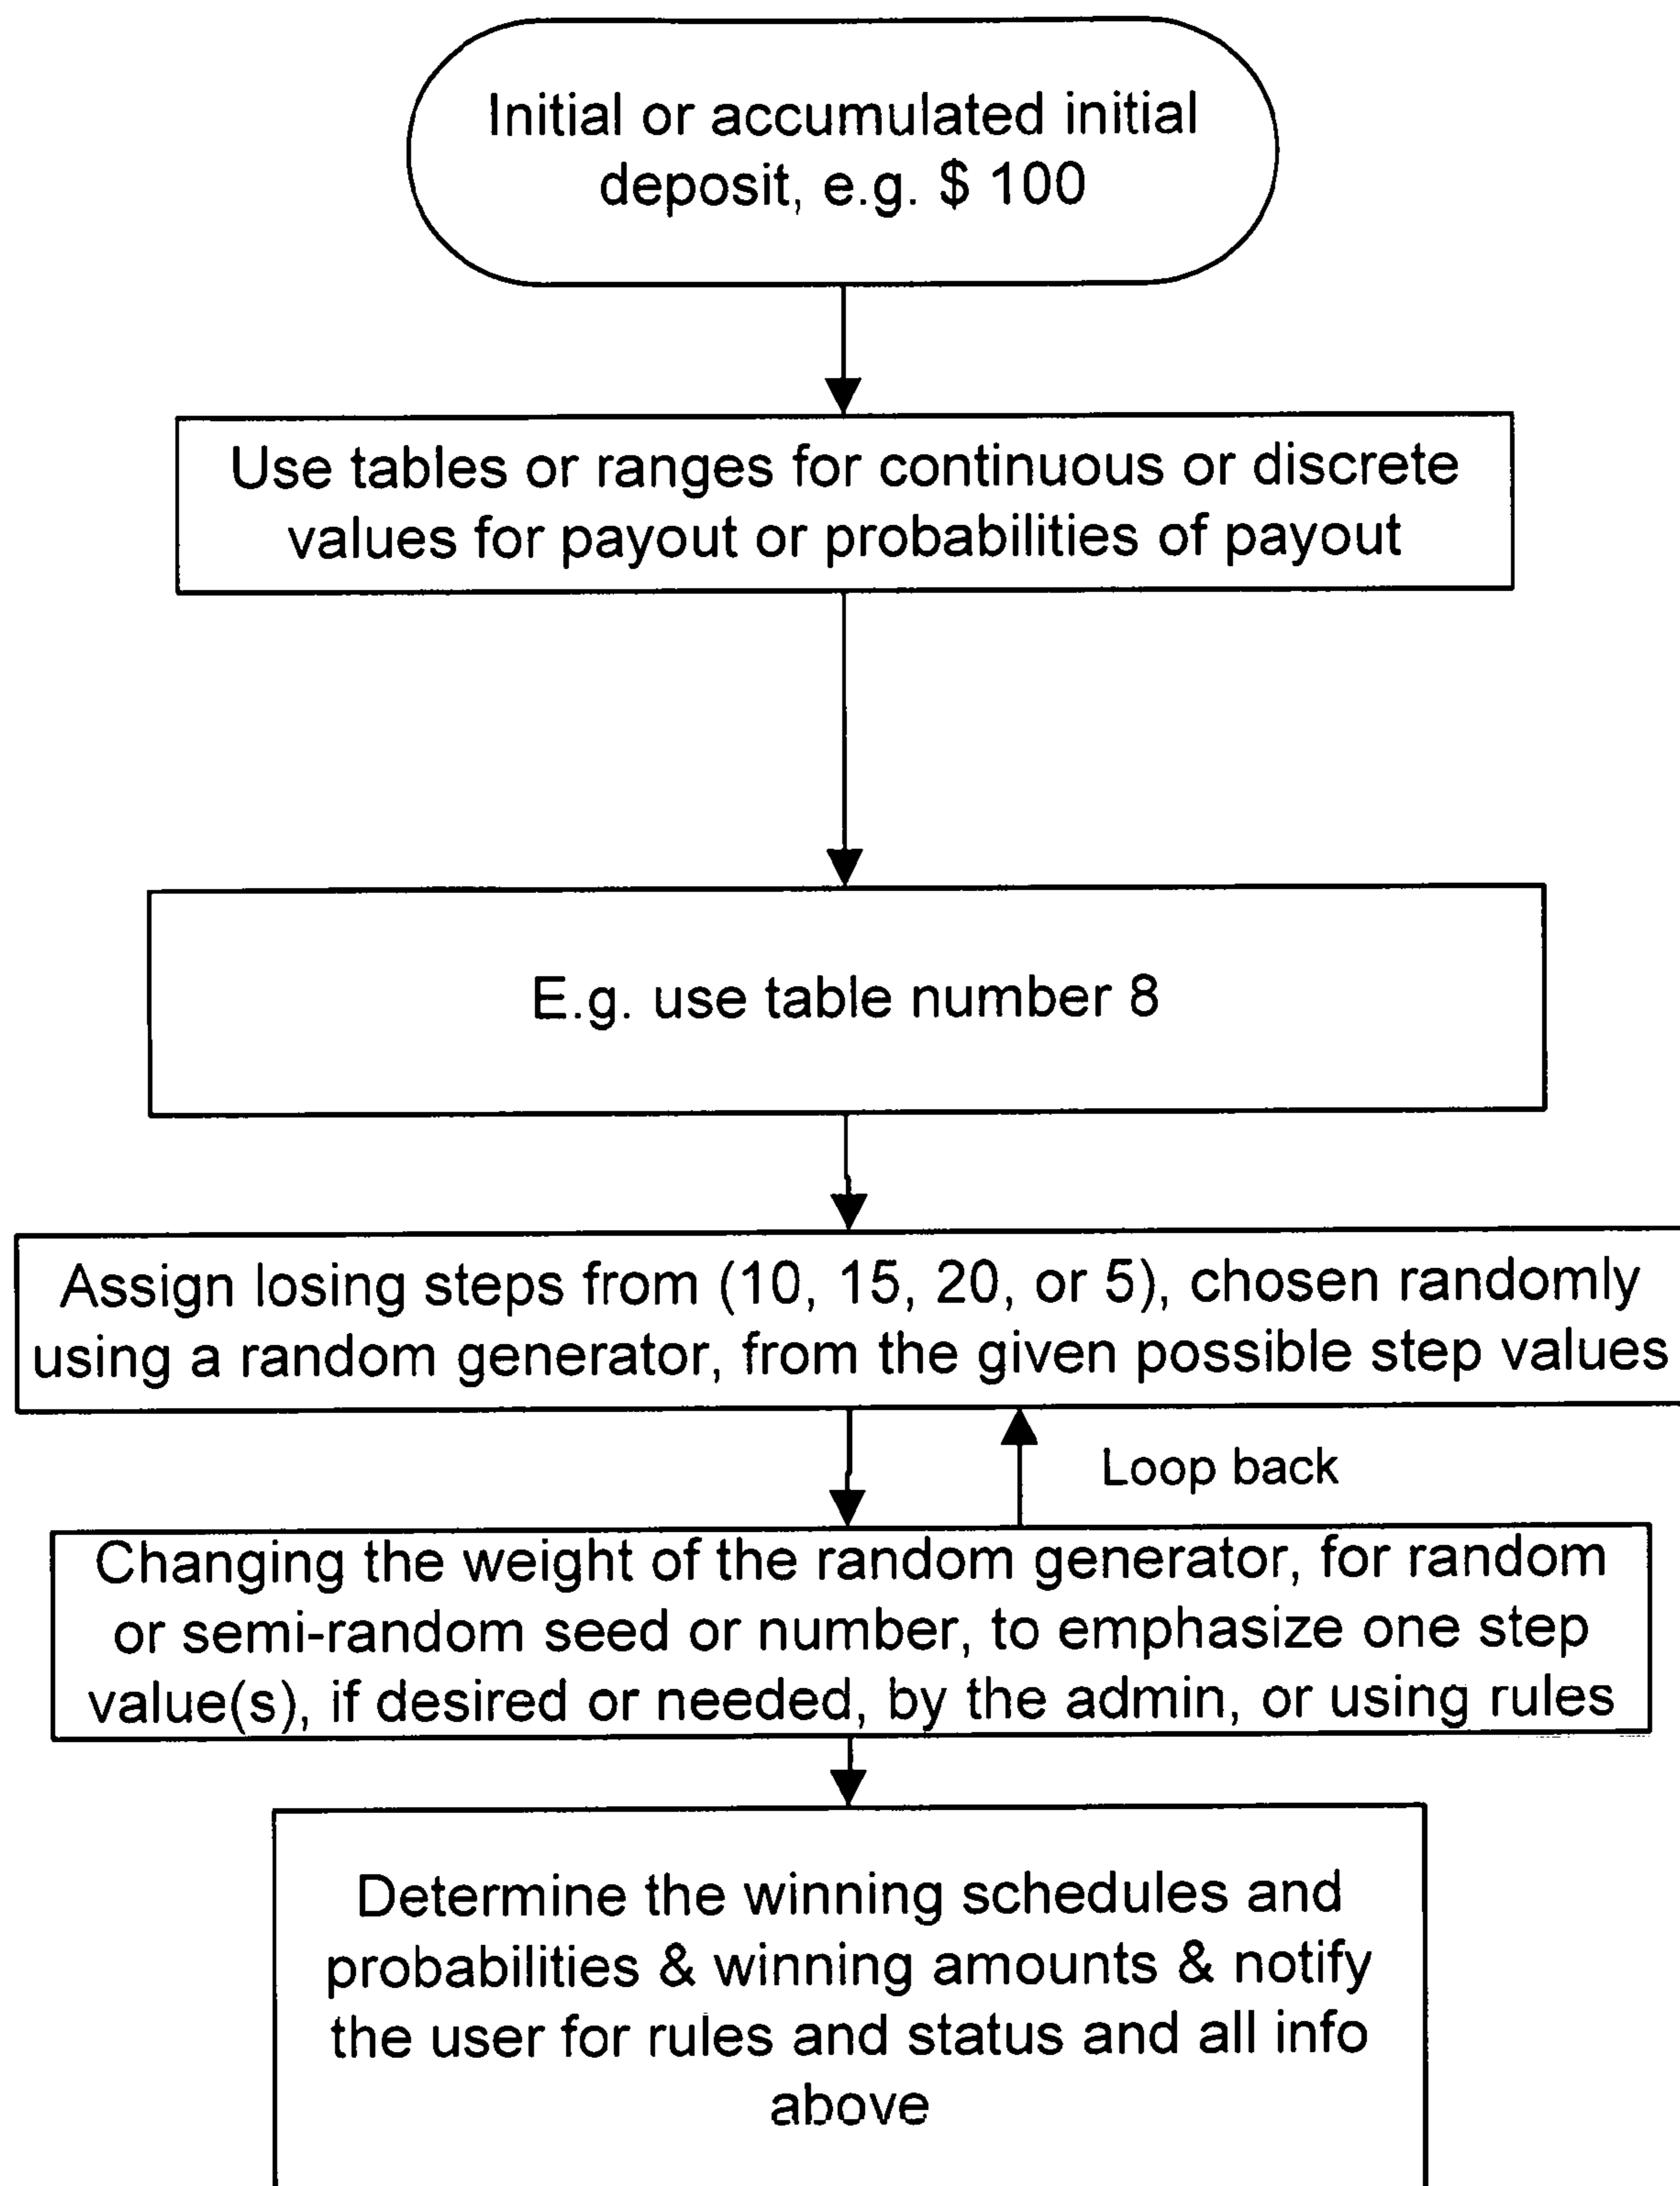 Initial or accumulated initial
deposit, e.g. $ 100
Use tables or ranges for continuous or discrete
values for payout or probabilities of payout
E.g. use table number 8
Assign losing steps from (10, 15, 20, or 5), chosen randomly
using a random generator, from the given possible step values
Loop back
Changing the weight of the random generator, for random
or semi-random seed or number, to emphasize one step
value(s), if desired or needed, by the admin, or using rules
Determine the winning schedules and
probabilities & winning amounts & notify
the user for rules and status and all info
above